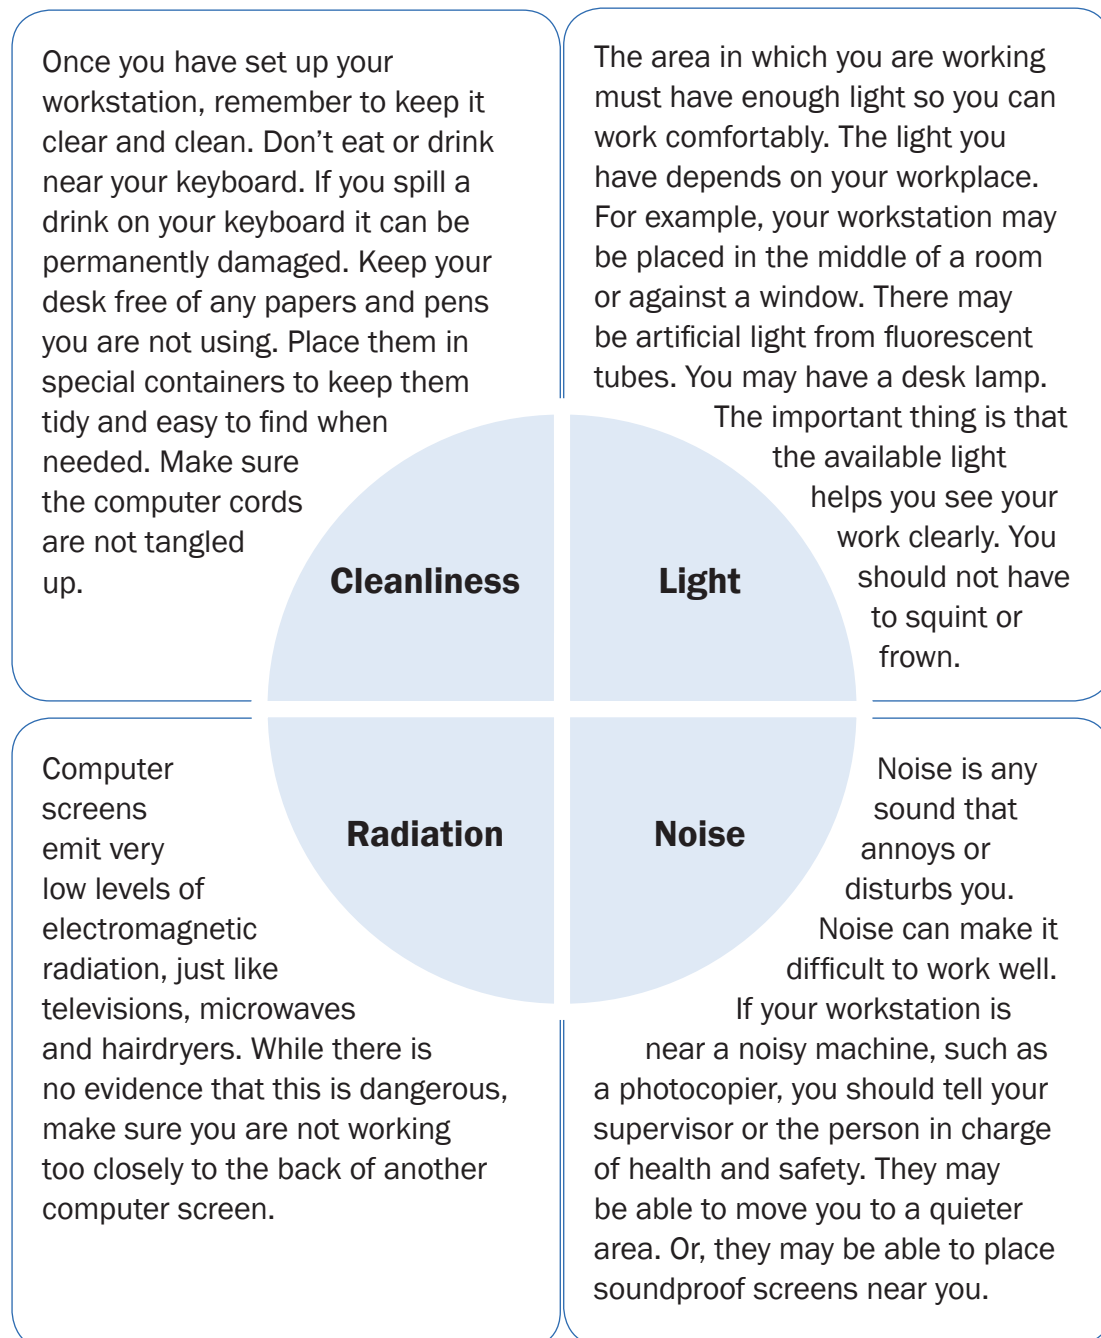 Once you have set up your
workstation, remember to keep it
clear and clean. Don’t eat or drink
near your keyboard. If you spill a
drink on your keyboard it can be
permanently damaged. Keep your
desk free of any papers and pens
you are not using. Place them in
special containers to keep them
tidy and easy to find when
needed. Make sure
the computer cords
are not tangled
up.
Cleanliness
The area in which you are working
must have enough light so you can
work comfortably. The light you
have depends on your workplace.
For example, your workstation may
be placed in the middle of a room
or against a window. There may
be artificial light from fluorescent
tubes. You may have a desk lamp.
The important thing is that
the available light
helps you see your
work clearly. You
should not have
to squint or
frown.
Light
Computer
screens
emit very
low levels of
electromagnetic
radiation, just like
televisions, microwaves
and hairdryers. While there is
no evidence that this is dangerous,
make sure you are not working
too closely to the back of another
computer screen.
Radiation
Noise is any
sound that
annoys or
disturbs you.
Noise can make it
difficult to work well.
If your workstation is
near a noisy machine, such as
a photocopier, you should tell your
supervisor or the person in charge
of health and safety. They may
be able to move you to a quieter
area. Or, they may be able to place
soundproof screens near you.
Noise